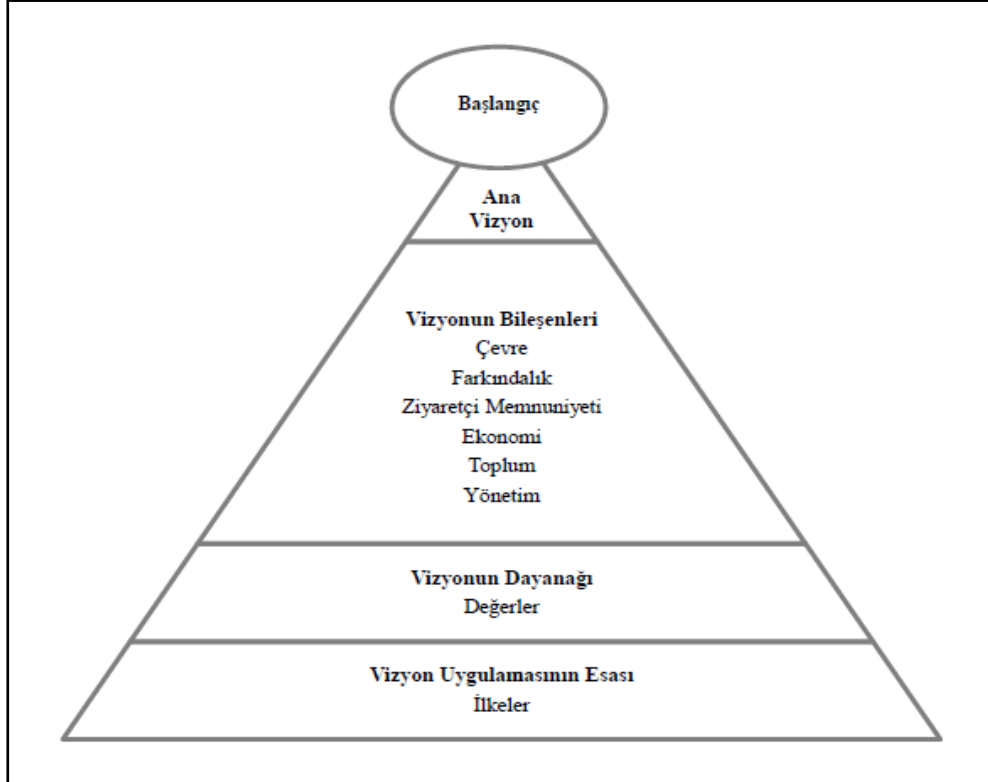 Başlangıç
Ana
Vizyon
Vizyonun Bileşenleri
Çevre
Farkındalık
Ziyaretçi Memnuniyeti
Ekonomi
Toplum
Yönetim
Vizyonun Dayanağı
Değerler
Vizyon Uygulamasının Esası
İlkeler